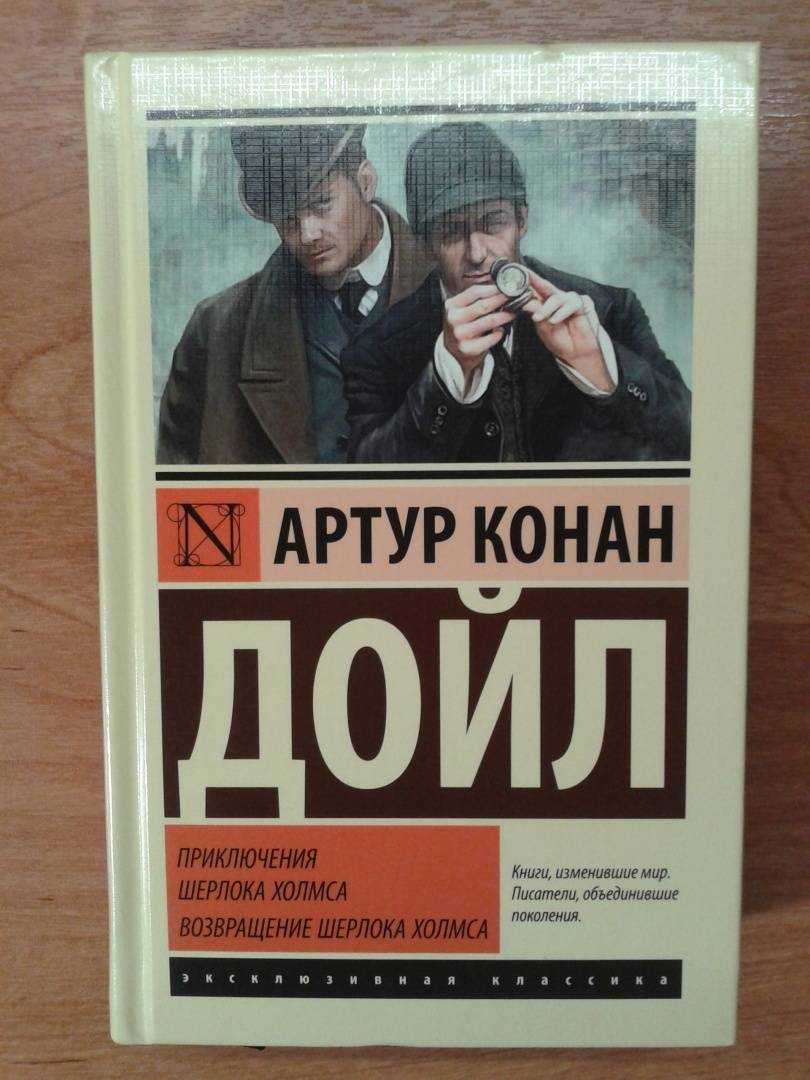 N АРТУР КОНАН
ДОЙЛ
ПРИКЛЮЧЕНИЯ
ШЕРЛОКА ХОЛМСА
ВОЗВРАЩЕНИЕ ШЕРЛОКА ХОЛМСА
Книги, изменившие мир.
Писатели, объединившие
поколения.
эксклюзивная классика